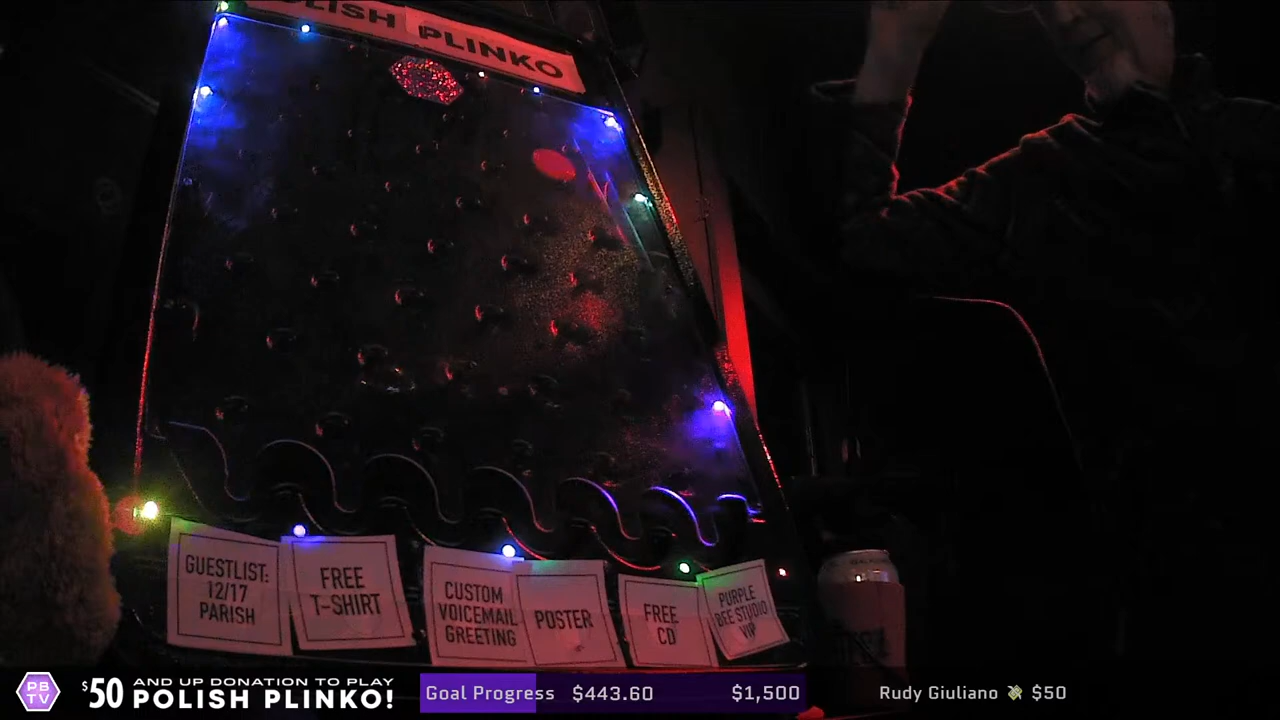 POLISH PLINKO
GUESTLIST:
12/17
PARISH
FREE
T-SHIRT
CUSTOM
VOICEMAIL
GREETING
POSTER
FREE
CD
PURPLE
BEE STUDIO
VIP
PB
TV
$50 AND UP DONATION TO PLAY
POLISH PLINKO!
Goal Progress $443.60 $1,500
Rudy Giuliano 💸 $50